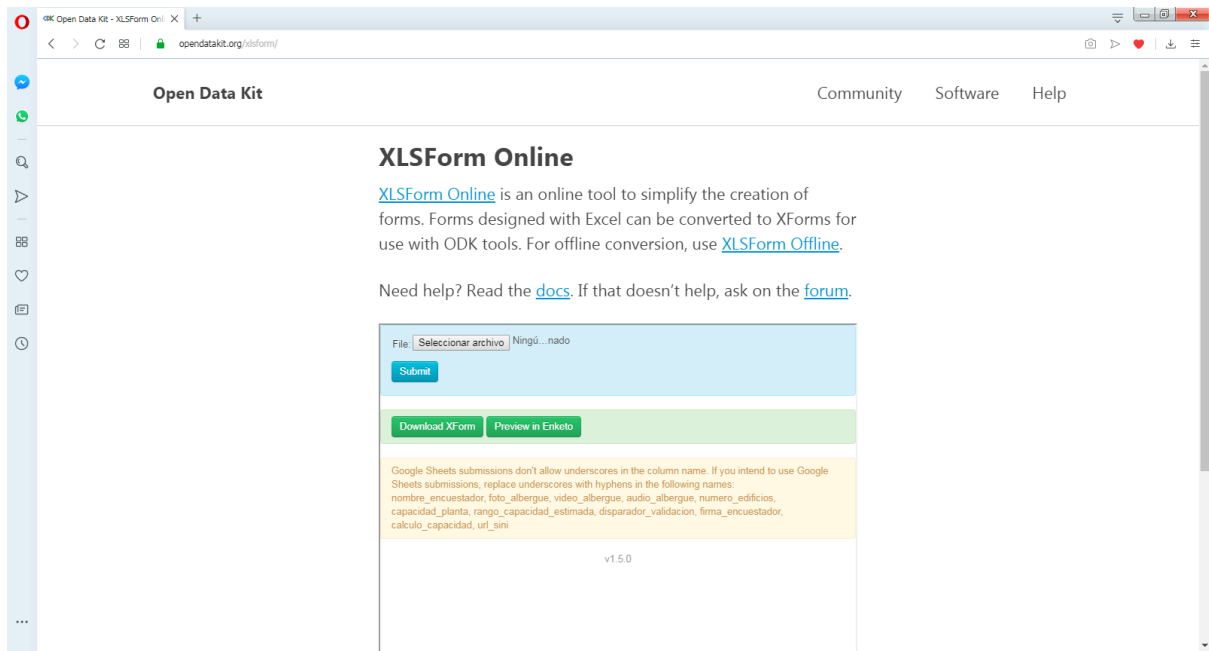 Open Data Kit - XLSForm Onli
opendatakit.org/xlsform/
Open Data Kit
Community
Software
Help
XLSForm Online
XLSForm Online is an online tool to simplify the creation of
forms. Forms designed with Excel can be converted to XForms for
use with ODK tools. For offline conversion, use XLSForm Offline.
Need help? Read the docs. If that doesn't help, ask on the forum.
File: Seleccionar archivo Ningú...nado
Submit
Download XForm Preview in Enketo
Google Sheets submissions don't allow underscores in the column name. If you intend to use Google
Sheets submissions, replace underscores with hyphens in the following names:
nombre_encuestador, foto_albergue, video_albergue, audio_albergue, numero_edificios,
capacidad_planta, rango_capacidad_estimada, disparador_validacion, firma_encuestador,
calculo_capacidad, url_sini
v1.5.0